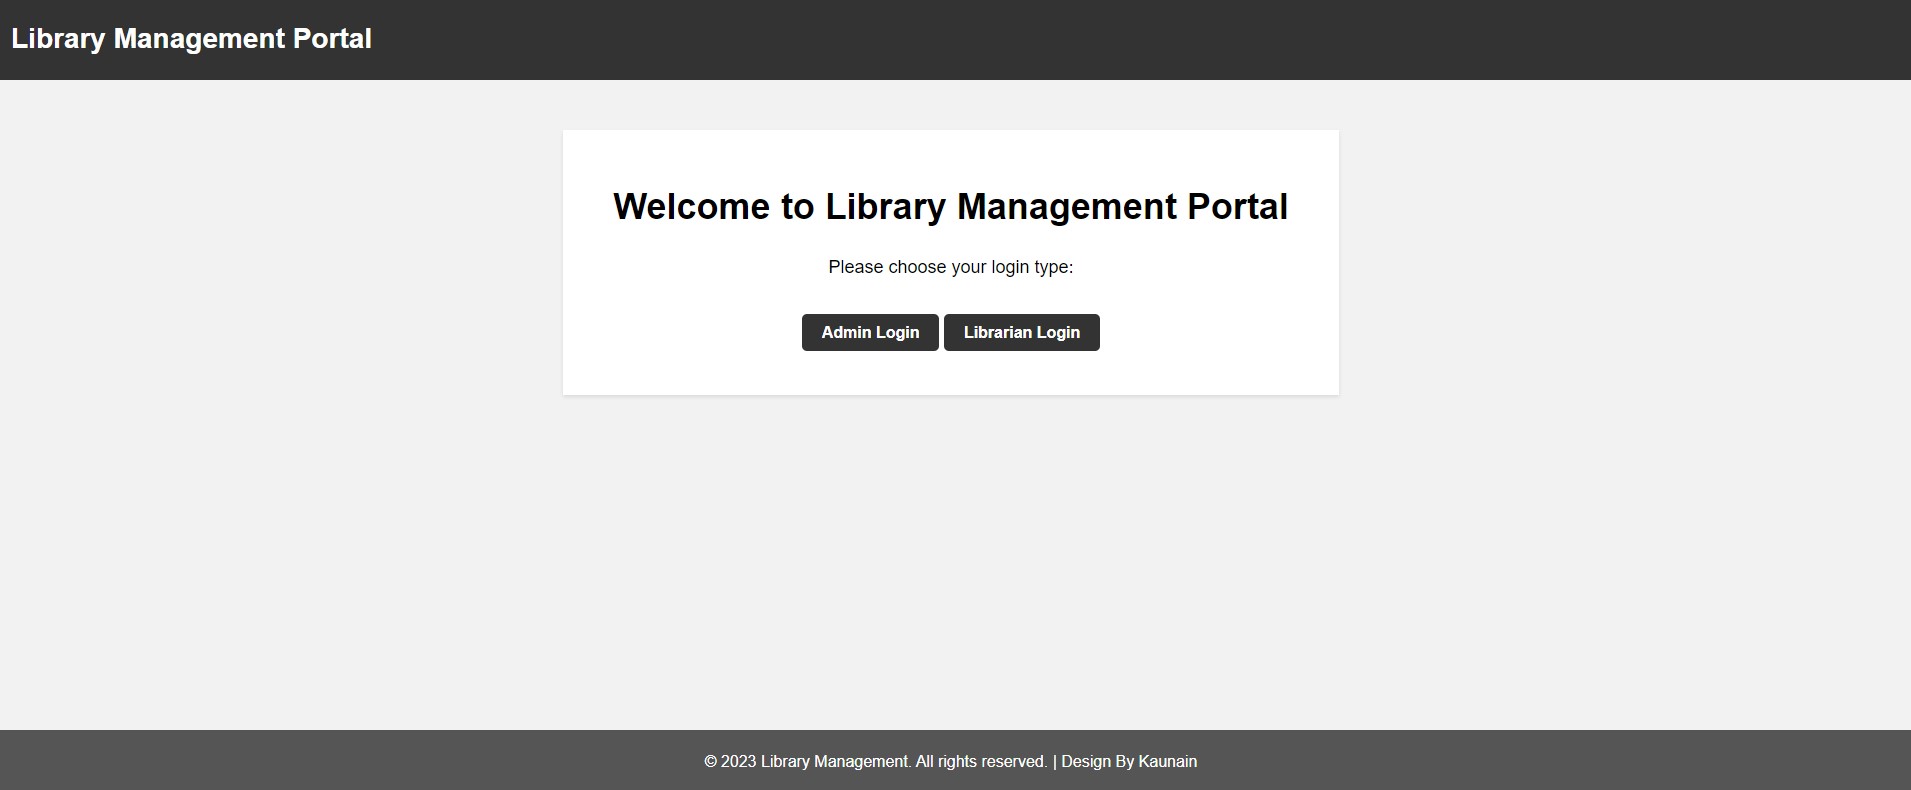 Library Management Portal
Welcome to Library Management Portal
Please choose your login type:
Admin Login Librarian Login
© 2023 Library Management. All rights reserved. | Design By Kaunain